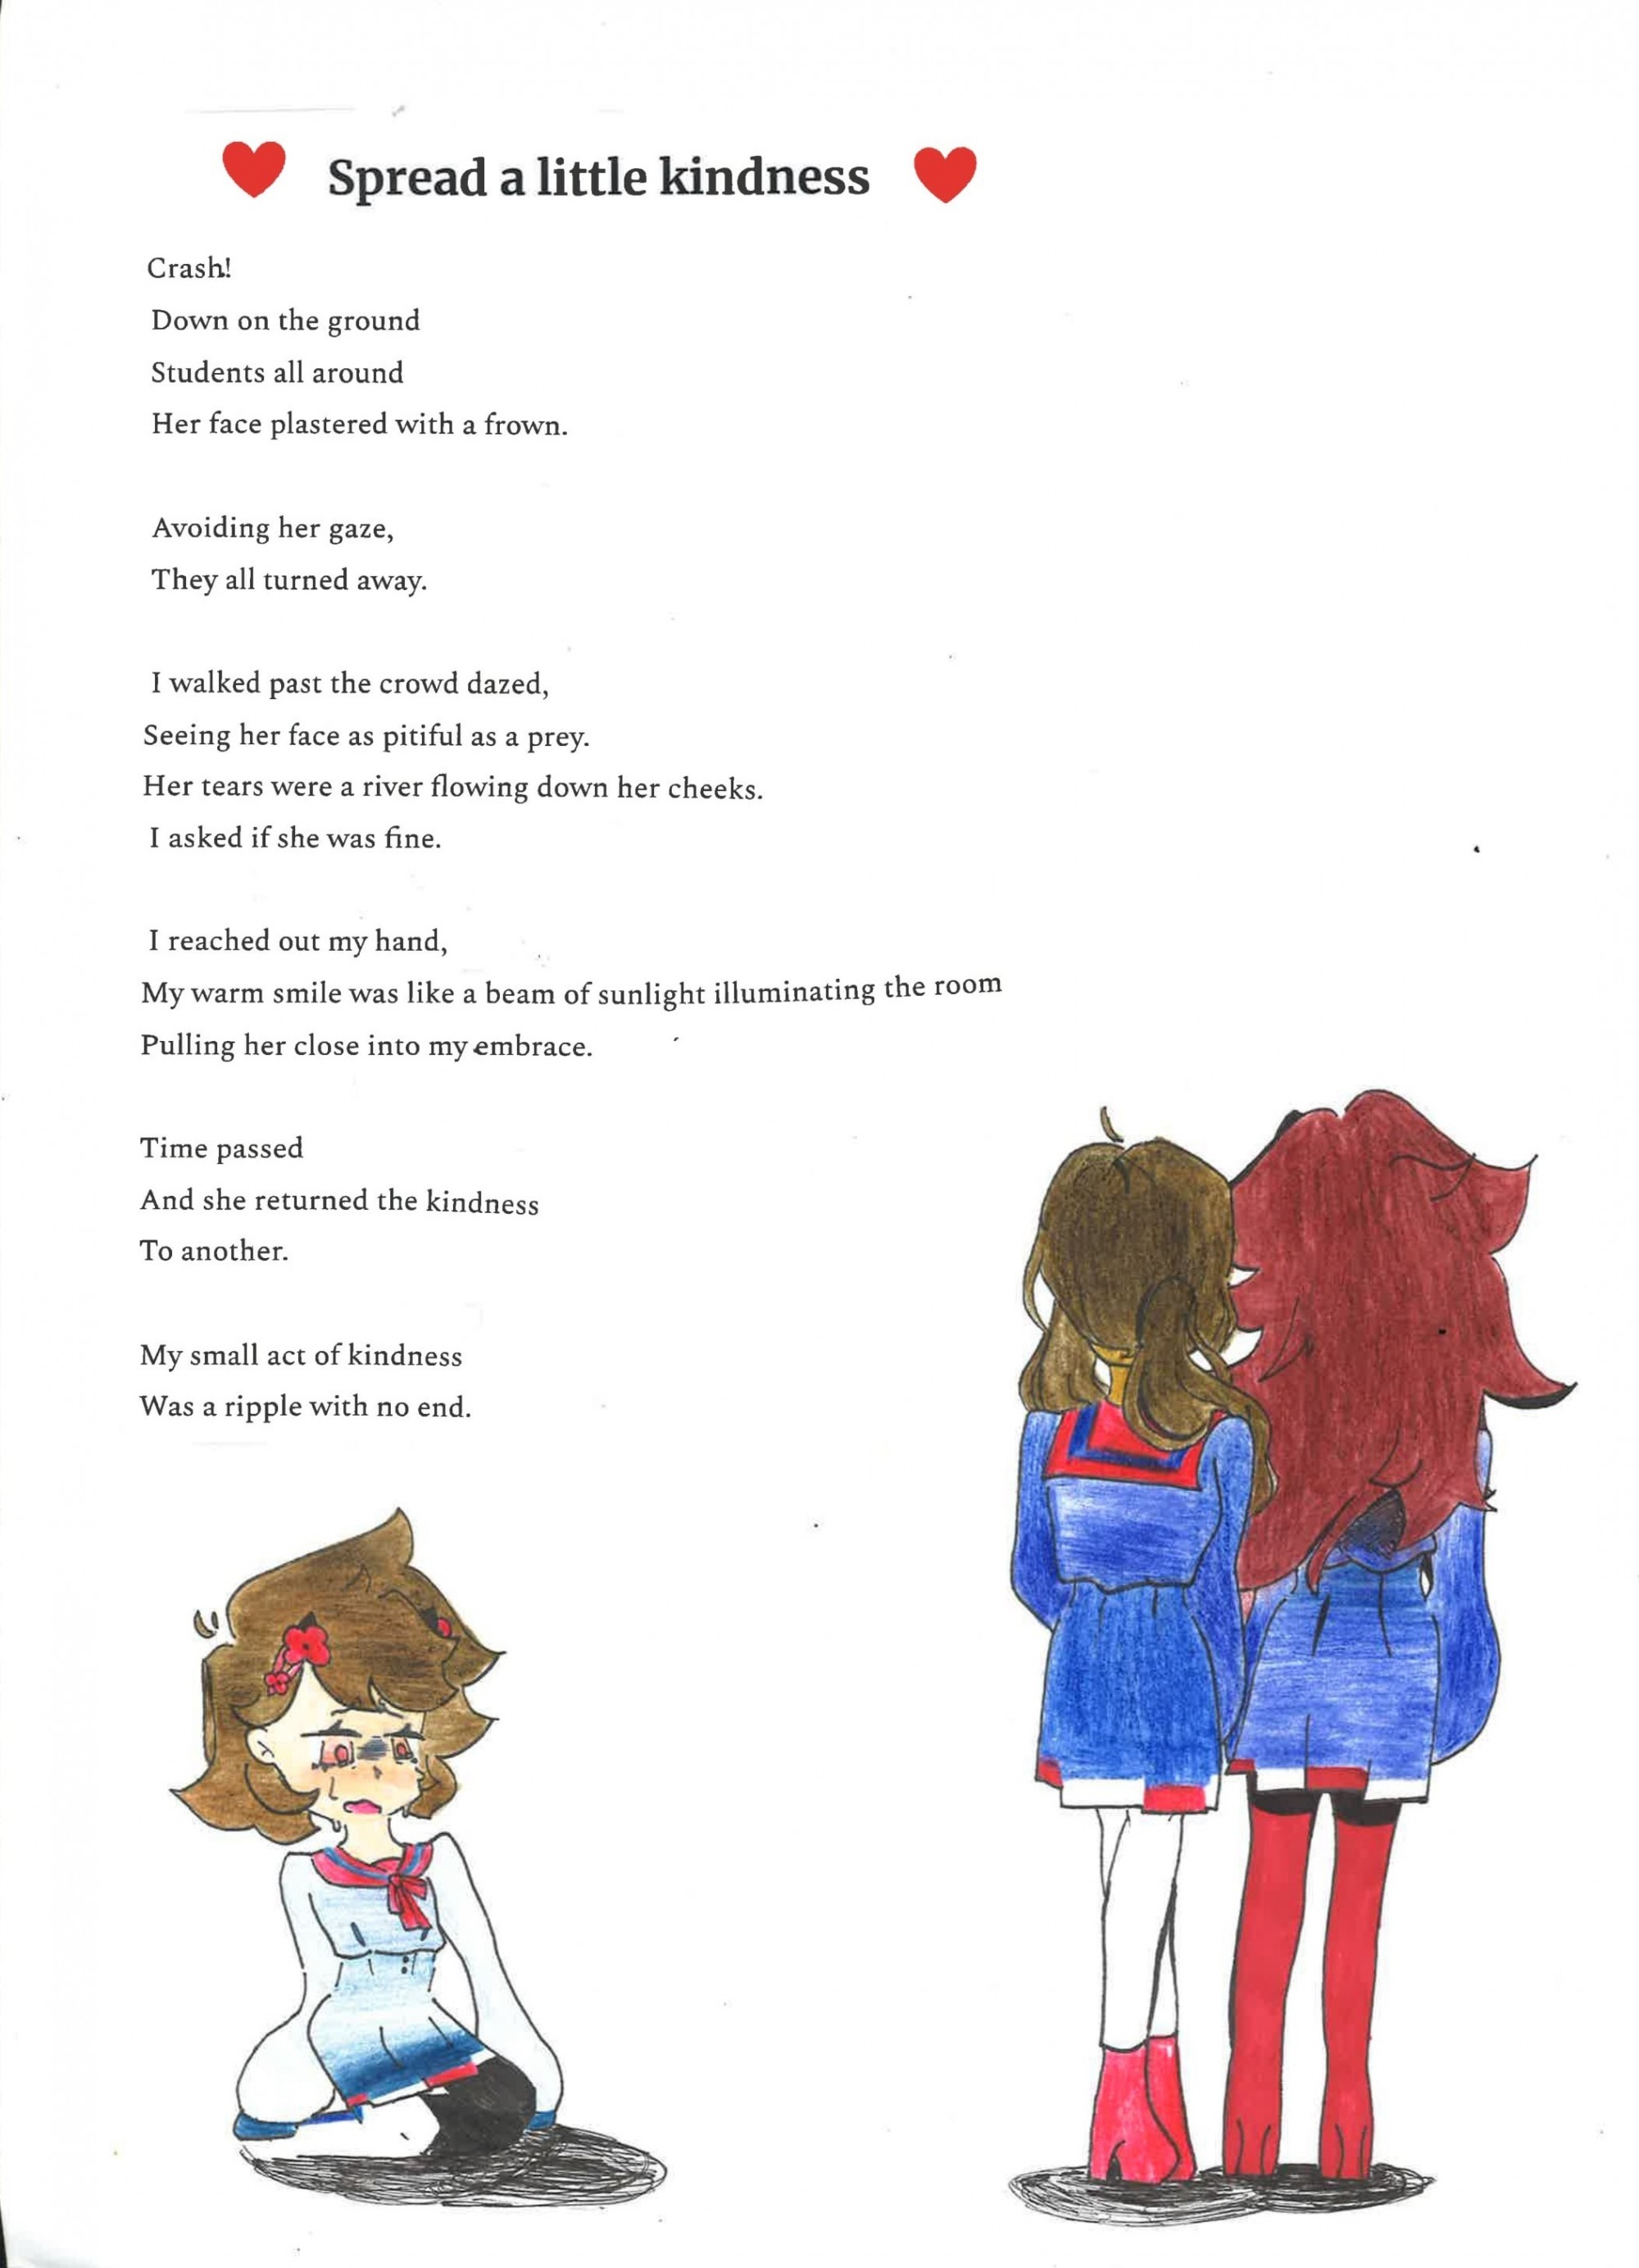 Spread a little kindness
Crash!
Down on the ground
Students all around
Her face plastered with a frown.
Avoiding her gaze,
They all turned away.
I walked past the crowd dazed,
Seeing her face as pitiful as a prey.
Her tears were a river flowing down her cheeks.
I asked if she was fine.
I reached out my hand,
My warm smile was like a beam of sunlight illuminating the room
Pulling her close into my embrace.
Time passed
And she returned the kindness
To another.
My small act of kindness
Was a ripple with no end.